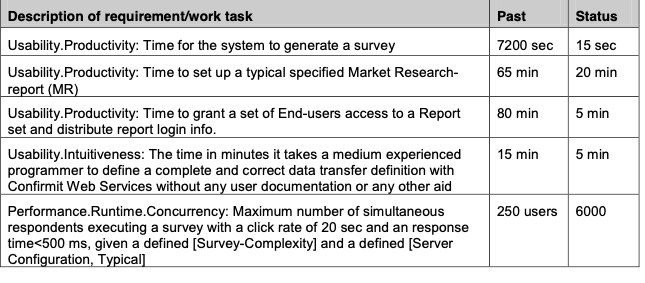 Description of requirement/work task Past Status
Usability.Productivity: Time for the system to generate a survey 7200 sec 15 sec
Usability.Productivity: Time to set up a typical specified Market Research- 65 min 20 min
report (MR)
Usability.Productivity: Time to grant a set of End-users access to a Report 80 min 5 min
set and distribute report login info.
Usability.Intuitiveness: The time in minutes it takes a medium experienced 15 min 5 min
programmer to define a complete and correct data transfer definition with
Confirmit Web Services without any user documentation or any other aid
Performance.Runtime.Concurrency: Maximum number of simultaneous 250 users 6000
respondents executing a survey with a click rate of 20 sec and an response
time<500 ms, given a defined [Survey-Complexity] and a defined [Server
Configuration, Typical]